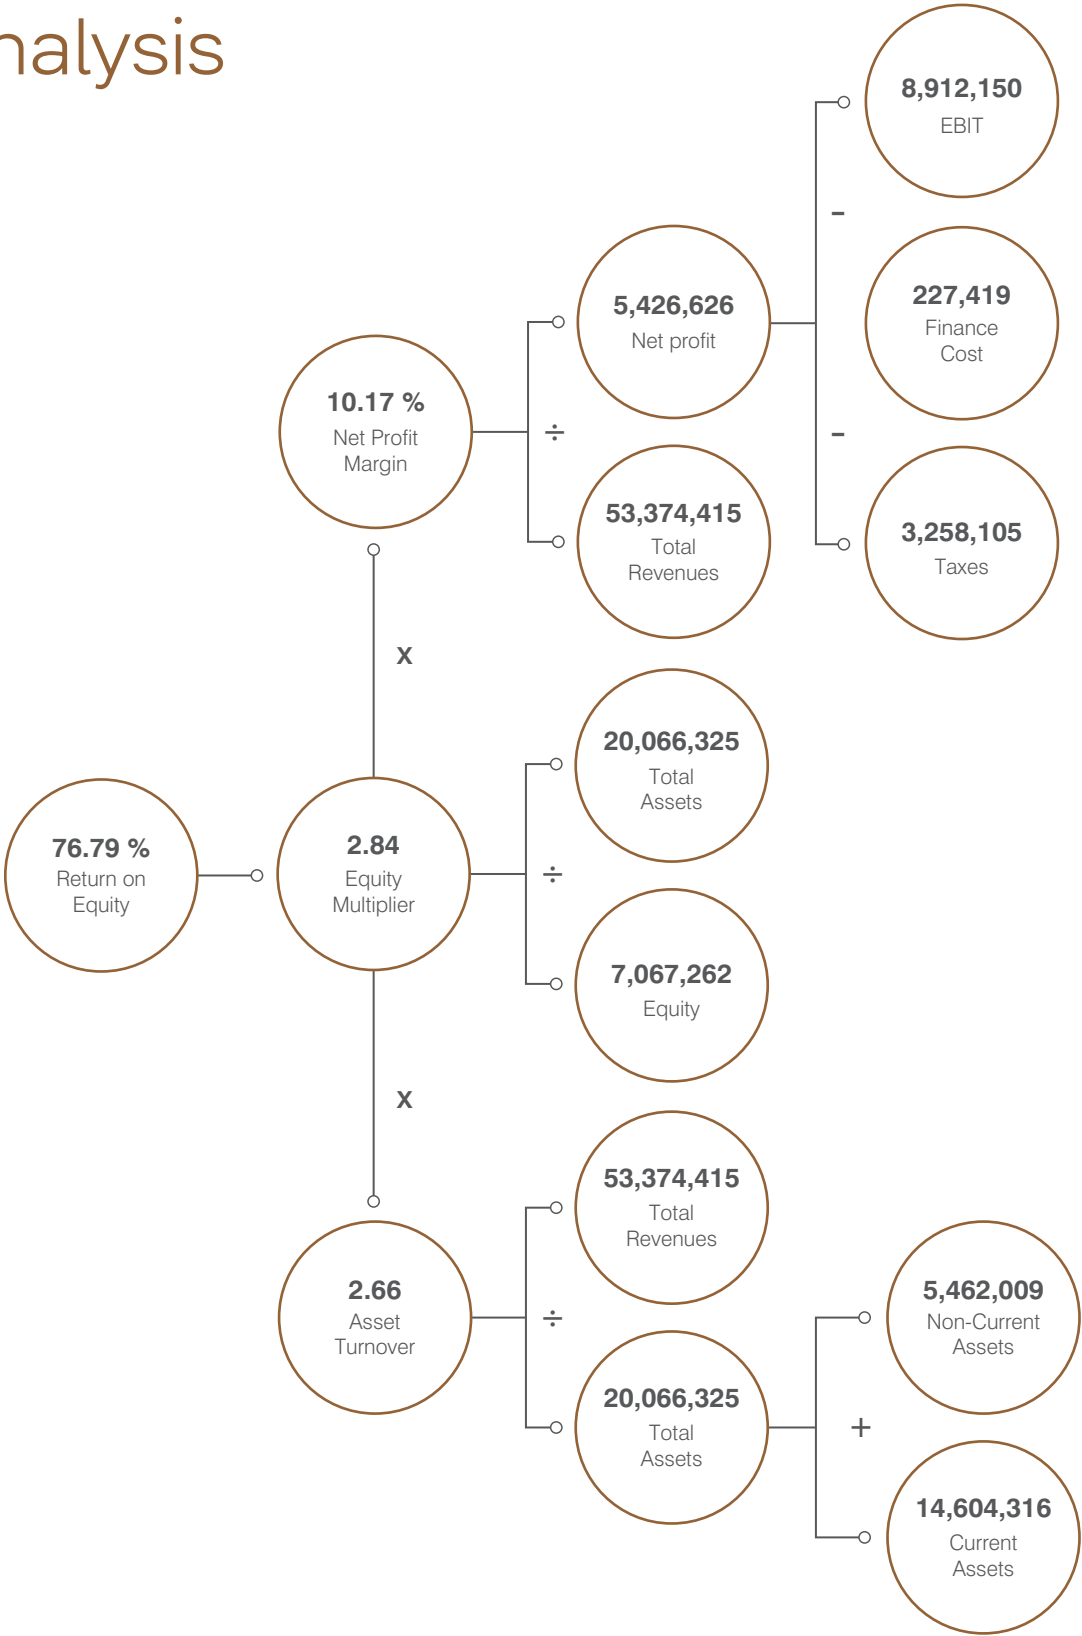 nalysis
8,912,150
EBIT
-
227,419
Finance
Cost
-
3,258,105
Taxes
5,426,626
Net profit
÷
53,374,415
Total
Revenues
10.17 %
Net Profit
Margin
X
20,066,325
Total
Assets
÷
7,067,262
Equity
76.79 %
Return on
Equity
2.84
Equity
Multiplier
X
53,374,415
Total
Revenues
÷
20,066,325
Total
Assets
2.66
Asset
Turnover
5,462,009
Non-Current
Assets
+
14,604,316
Current
Assets